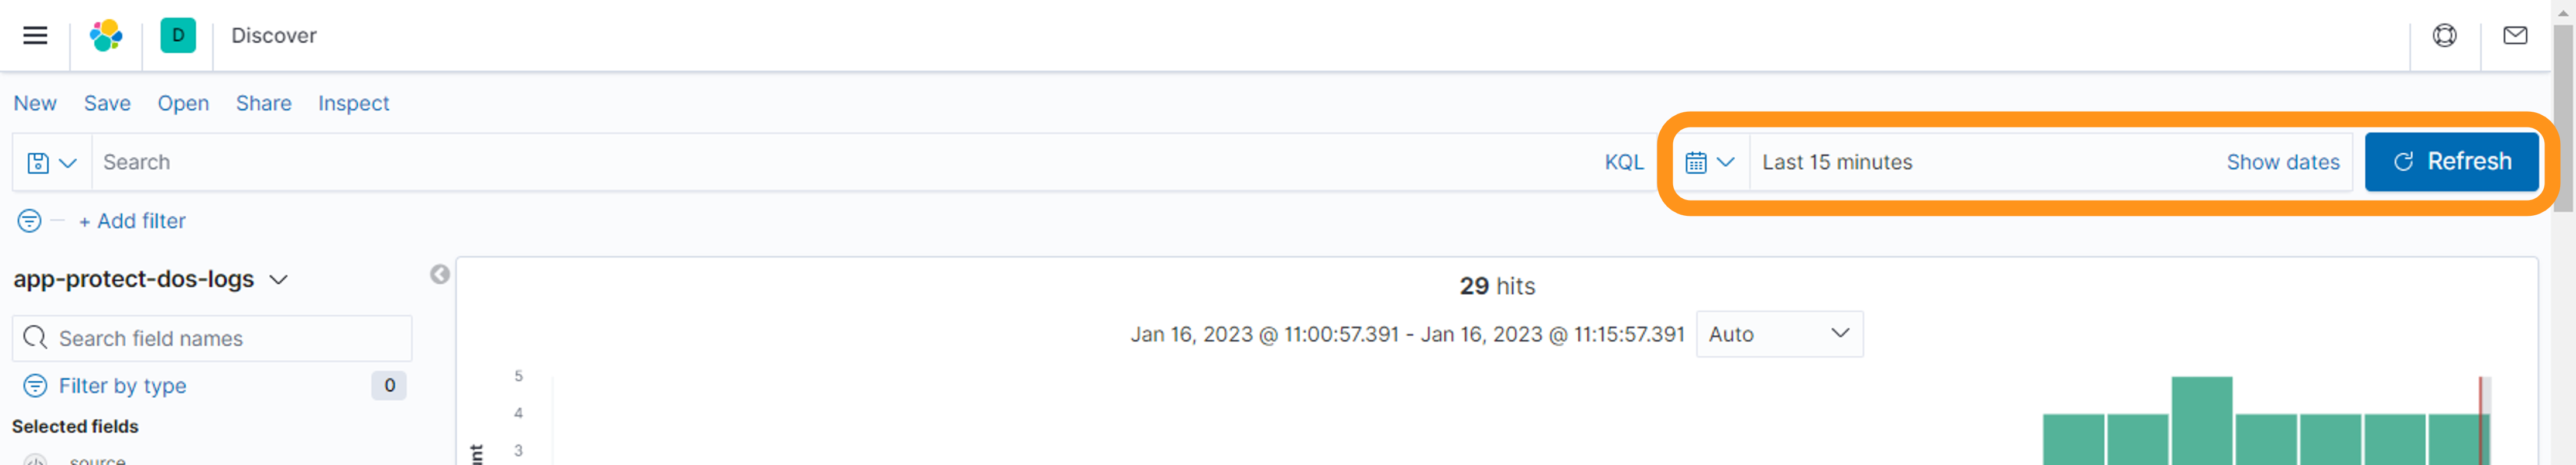 D Discover
New Save Open Share Inspect
Search KQL Last 15 minutes Show dates Refresh
+ Add filter
app-protect-dos-logs
29 hits
Search field names
Jan 16, 2023 @ 11:00:57.391 - Jan 16, 2023 @ 11:15:57.391 Auto
Filter by type 0
5
4
Selected fields
3
_source